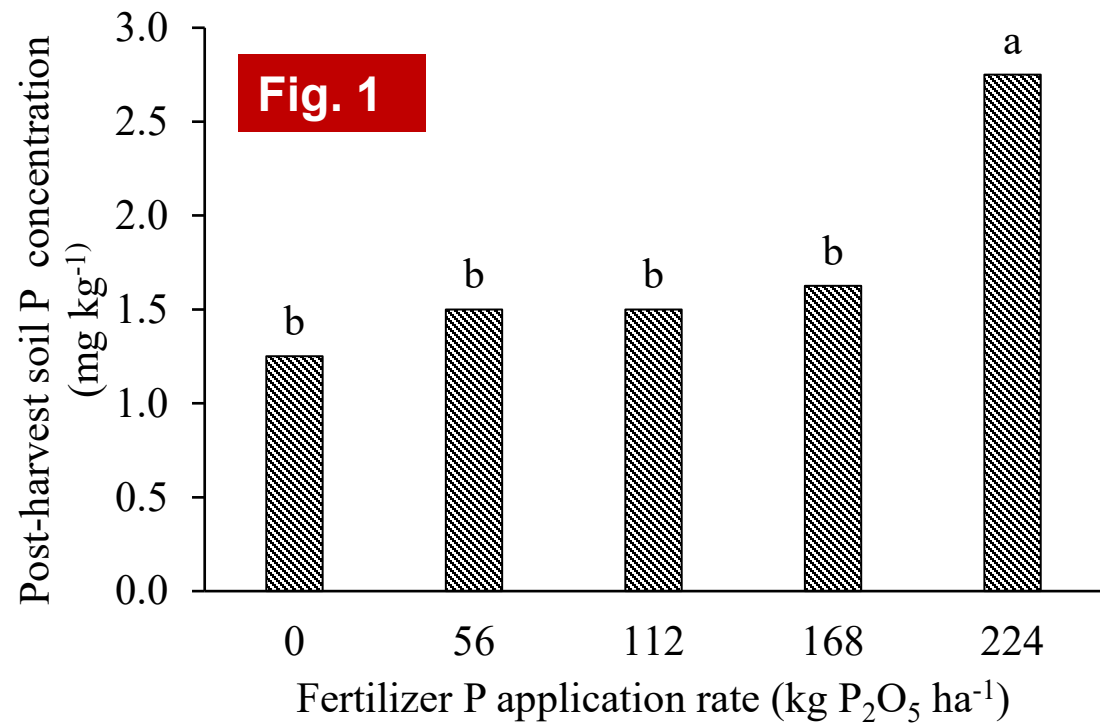 Post-harvest soil P concentration
(mg kg-1)
3.0
2.5
2.0
1.5
1.0
0.5
0.0
Fig. 1
b
b
b
b
a
0
56
112
168
224
Fertilizer P application rate (kg P2O5 ha-1)